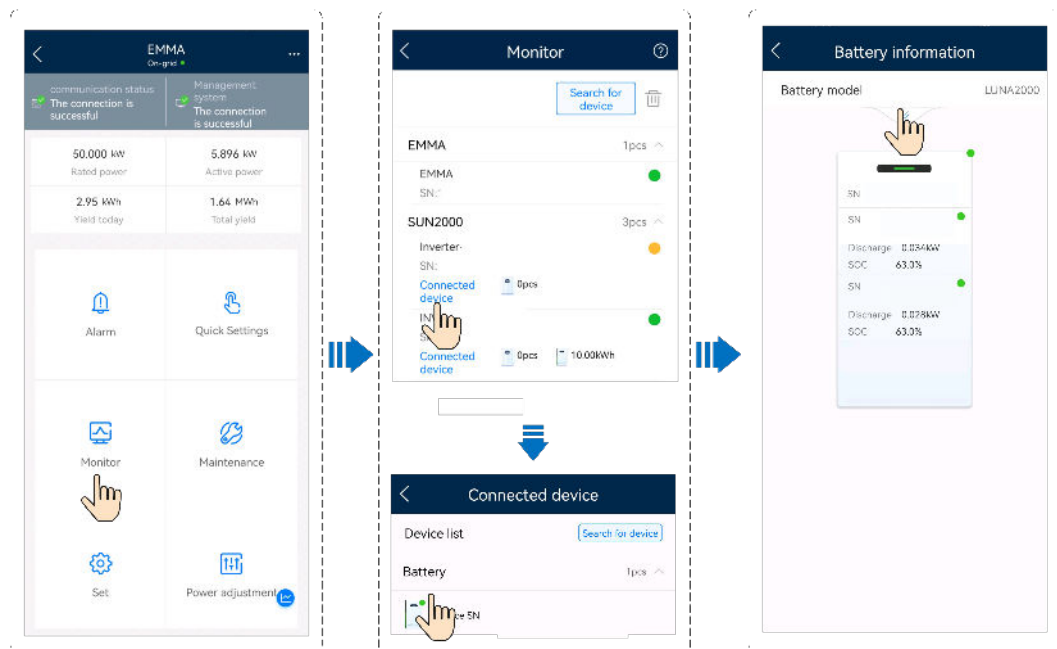 EMMA
On-grid
communication status
The connection is
successful
Management
system
The connection
is successful
50.000 kW
Rated power
5.896 kW
Active power
2.95 kWh
Yield today
1.64 MWh
Total yield
Alarm
Quick Settings
Monitor
Maintenance
Set
Power adjustment
Monitor
Search for
device
EMMA
1pcs
EMMA
SN:
SUN2000
3pcs
Inverter-
SN:
Connected
device
0pcs
Connected
device
0pcs
10.00kWh
Connected device
Device list
Search for device
Battery
1pcs
SN
Battery information
Battery model
LUNA2000
SN
SN
Discharge 0.034kW
SOC 63.0%
SN
Discharge 0.028kW
SOC 63.0%